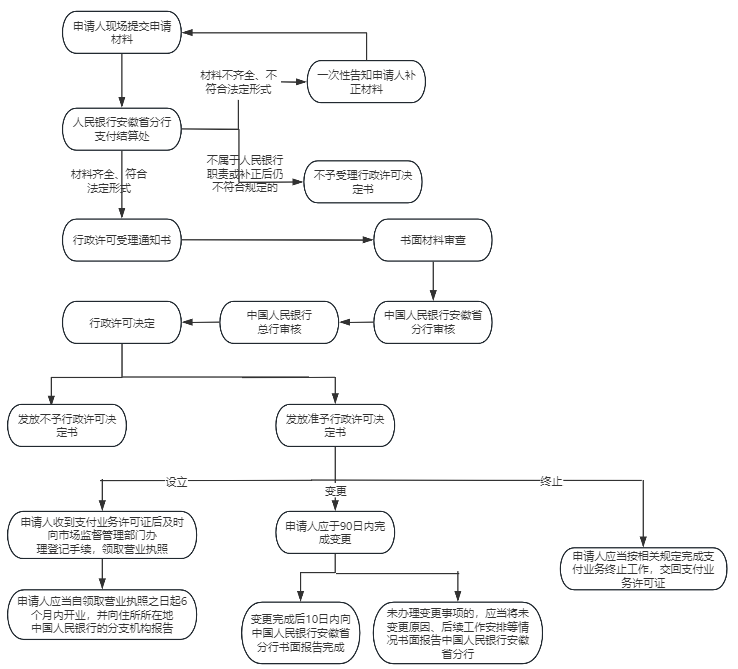 申请人现场提交申请
材料
材料不齐全、不
符合法定形式
一次性告知申请人补
正材料
人民银行安徽省分行
支付结算处
材料齐全、符合
法定形式
不属于人民银行
职责或补正后仍
不符合规定的
不予受理行政许可决
定书
行政许可受理通知书
书面材料审查
行政许可决定
中国人民银行
总行审核
中国人民银行安徽省
分行审核
发放不予行政许可决
定书
发放准予行政许可决
定书
设立
变更
终止
申请人收到支付业务许可证后及时
向市场监督管理部门办
理登记手续，领取营业执照
申请人应于90日内完
成变更
申请人应当按相关规定完成支
付业务终止工作，交回支付业
务许可证
申请人应当自领取营业执照之日起6
个月内开业，并向住所所在地
中国人民银行的分支机构报告
变更完成后10日内向
中国人民银行安徽省
分行书面报告完成
未办理变更事项的，应当将未
变更原因、后续工作安排等情
况书面报告中国人民银行安徽
省分行